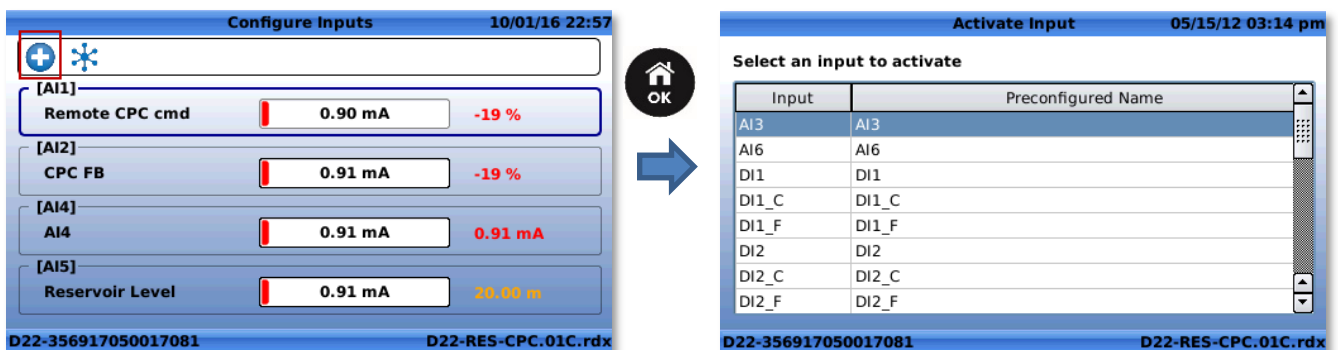 Configure Inputs 10/01/16 22:57
[AI1]
Remote CPC cmd 0.90 mA -19 %
[AI2]
CPC FB 0.91 mA -19 %
[AI4]
AI4 0.91 mA 0.91 mA
[AI5]
Reservoir Level 0.91 mA 20.00 m
D22-356917050017081 D22-RES-CPC.01C.rdx
OK
Activate Input 05/15/12 03:14 pm
Select an input to activate
Input Preconfigured Name
AI3 AI3
AI6 AI6
DI1 DI1
DI1_C DI1_C
DI1_F DI1_F
DI2 DI2
DI2_C DI2_C
DI2_F DI2_F
D22-356917050017081 D22-RES-CPC.01C.rdx